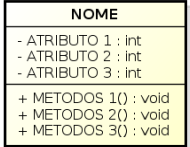 NOME
- ATRIBUTO 1 : int
- ATRIBUTO 2 : int
- ATRIBUTO 3 : int
+ METODOS 1() : void
+ METODOS 2() : void
+ METODOS 3() : void